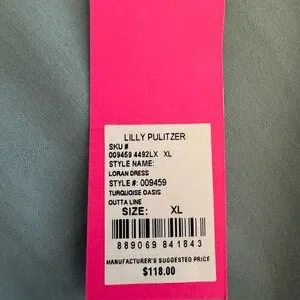 LILLY PULITZER
SKU #
009459 4492LX XL
STYLE NAME:
LORAN DRESS
STYLE #: 009459
TURQUOISE OASIS
OUTTA LINE
SIZE: XL
889069 841843
MANUFACTURER'S SUGGESTED PRICE
$118.00